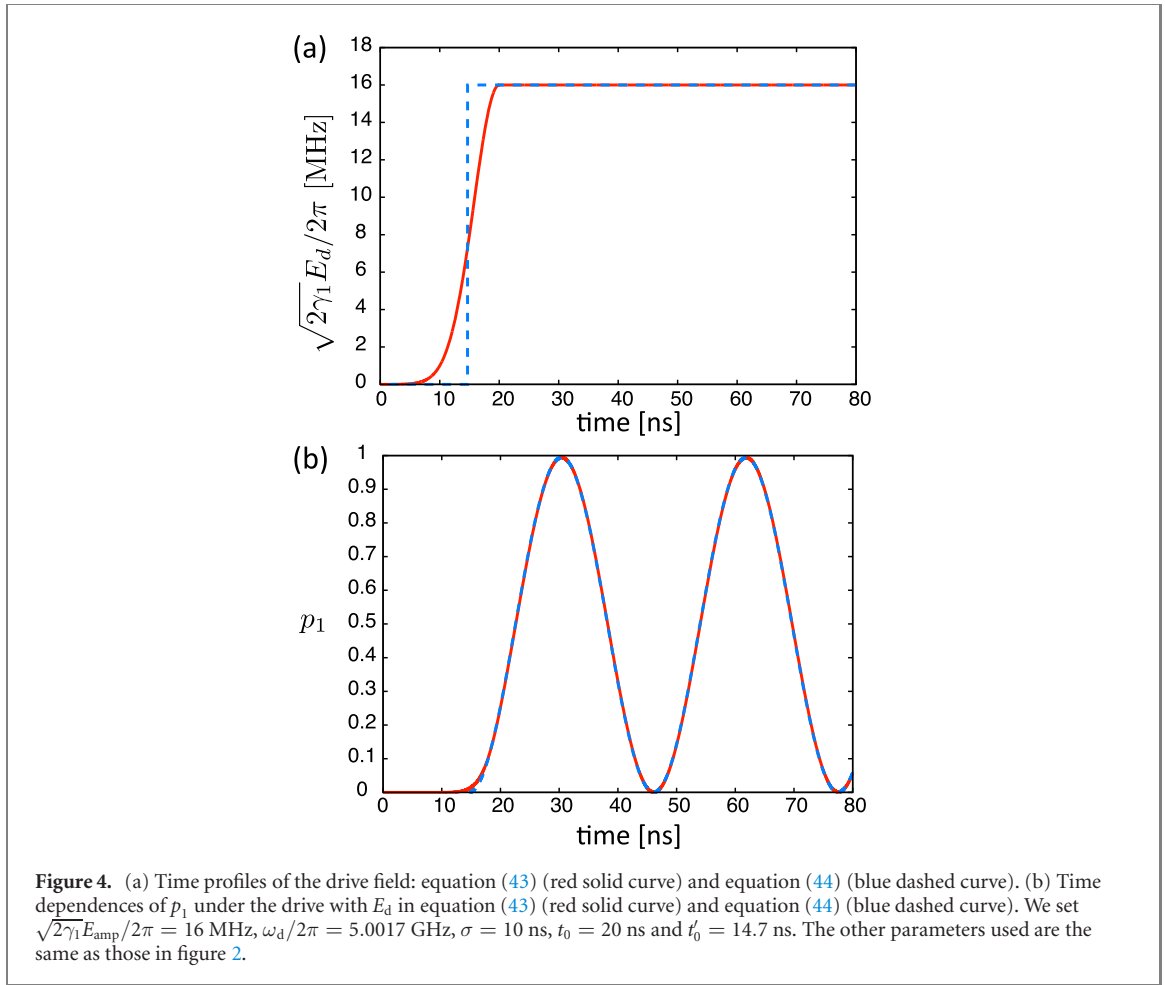 (a)
18
16
14
12
10
8
6
4
2
0
√2γ₁E_d/2π [MHz]
0 10 20 30 40 50 60 70 80
time [ns]
(b)
1
0.9
0.8
0.7
0.6
0.5
0.4
0.3
0.2
0.1
0
p₁
0 10 20 30 40 50 60 70 80
time [ns]
Figure 4. (a) Time profiles of the drive field: equation (43) (red solid curve) and equation (44) (blue dashed curve). (b) Time
dependences of p₁ under the drive with E_d in equation (43) (red solid curve) and equation (44) (blue dashed curve). We set
√2γ₁E_amp/2π = 16 MHz, ω_d/2π = 5.0017 GHz, σ = 10 ns, t₀ = 20 ns and t′₀ = 14.7 ns. The other parameters used are the
same as those in figure 2.